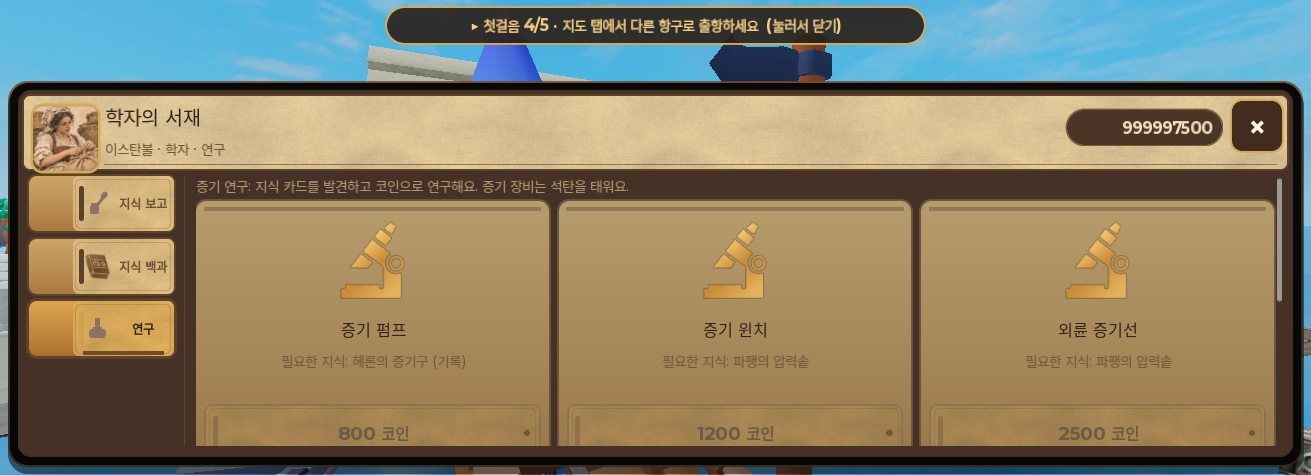 ▸ 첫걸음 4/5 · 지도 탭에서 다른 항구로 출항하세요 (눌러서 닫기)
학자의 서재
이스탄불 · 학자 · 연구
999997500
×
지식 보고
지식 백과
연구
증기 연구: 지식 카드를 발견하고 코인으로 연구해요. 증기 장비는 석탄을 태워요.
증기 펌프
필요한 지식: 헤론의 증기구 (기록)
800 코인
증기 윈치
필요한 지식: 파팽의 압력솥
1200 코인
외륜 증기선
필요한 지식: 파팽의 압력솥
2500 코인